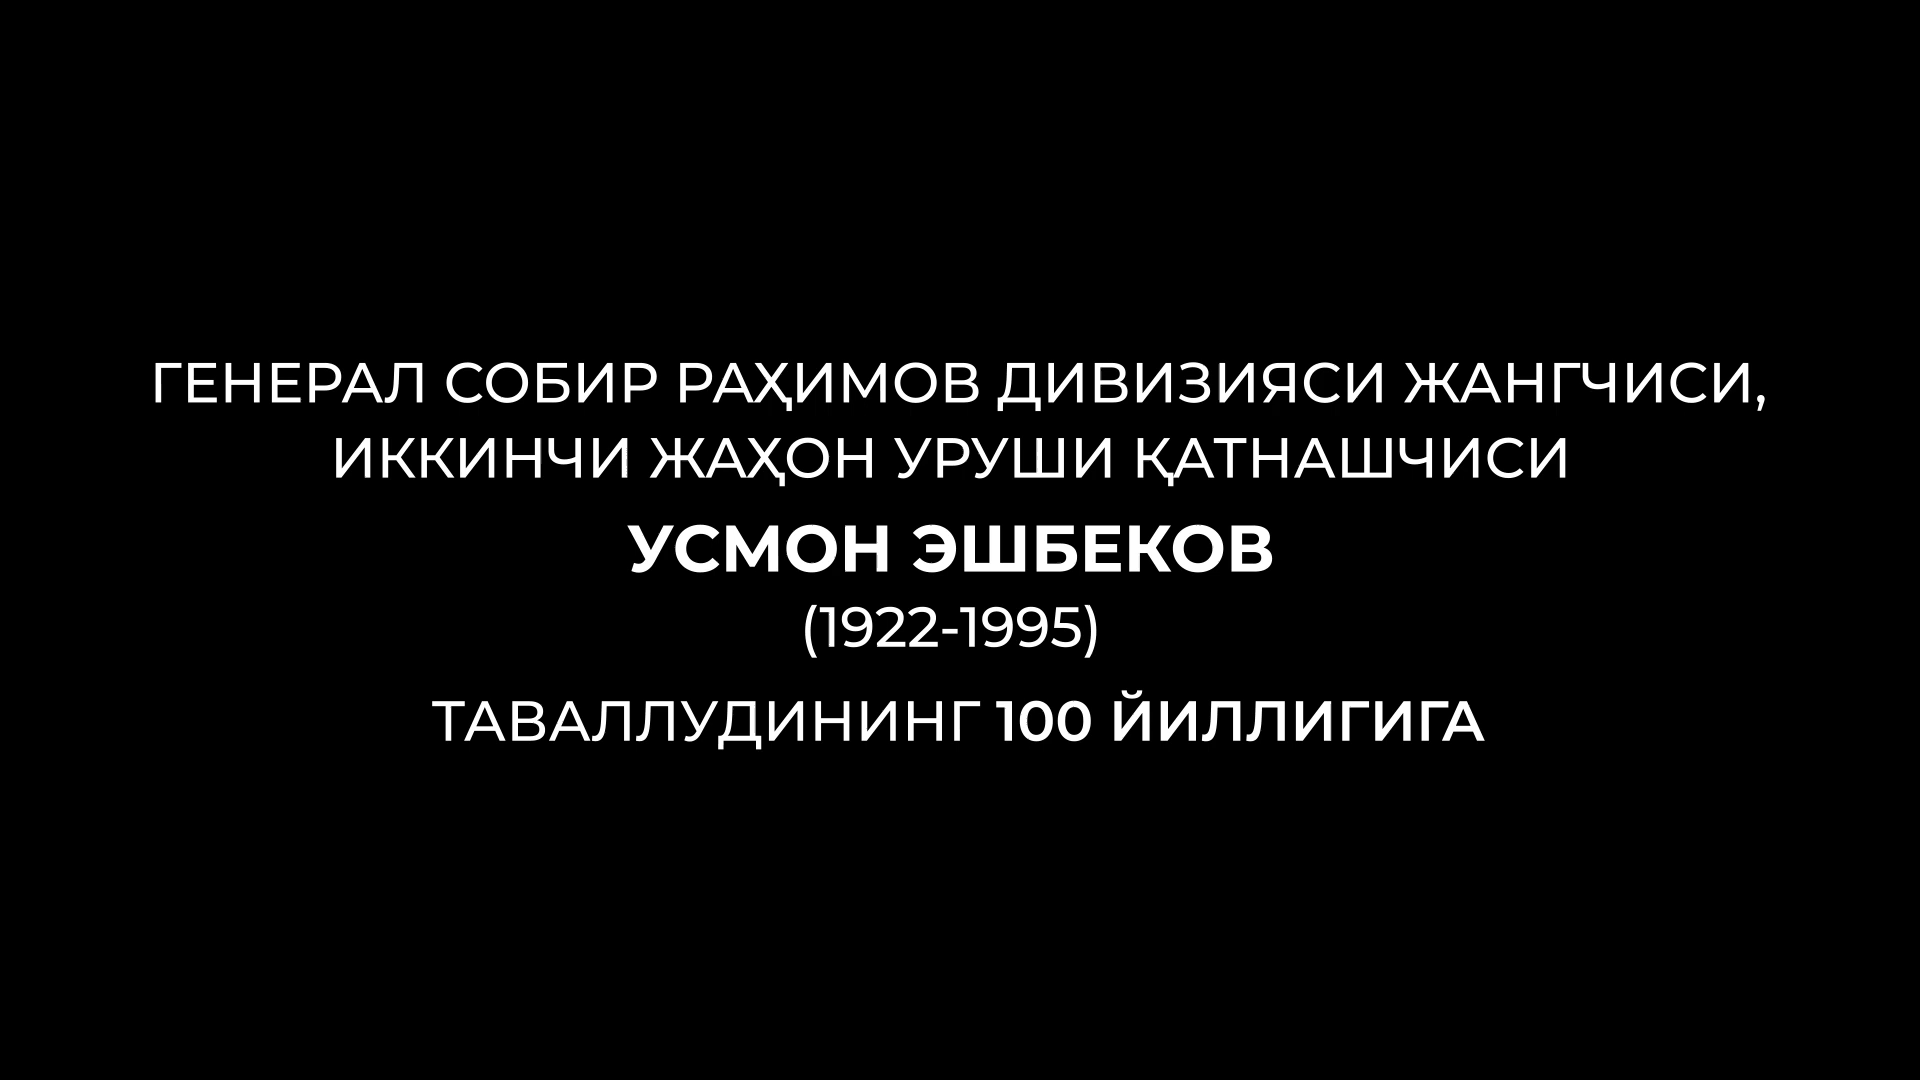 ГЕНЕРАЛ СОБИР РАҲИМОВ ДИВИЗИЯСИ ЖАНГЧИСИ,
ИККИНЧИ ЖАҲОН УРУШИ ҚАТНАШЧИСИ
УСМОН ЭШБЕКОВ
(1922-1995)
ТАВАЛЛУДИНИНГ 100 ЙИЛЛИГИГА